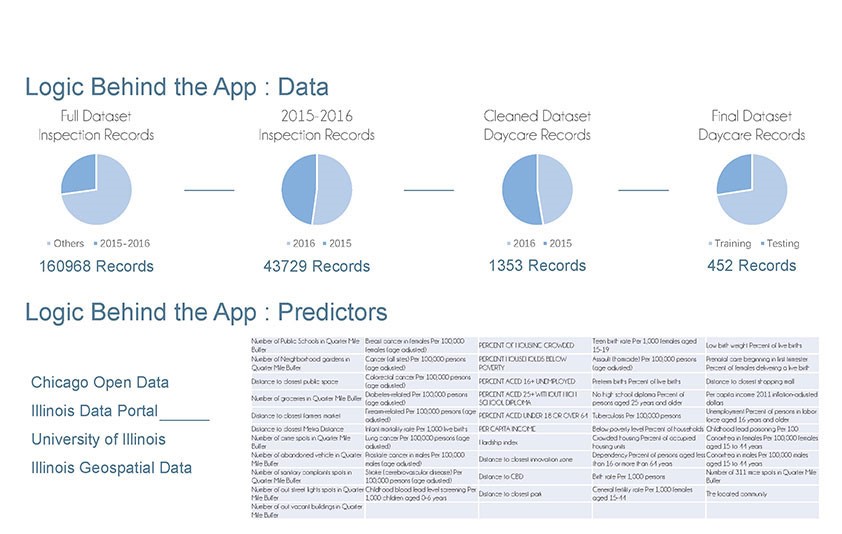 Logic Behind the App : Data
Full Dataset
Inspection Records
2015-2016
Inspection Records
Cleaned Dataset
Daycare Records
Final Dataset
Daycare Records
Others 2015-2016
2016 2015
2016 2015
Training Testing
160968 Records
43729 Records
1353 Records
452 Records
Logic Behind the App : Predictors
Chicago Open Data
Illinois Data Portal
University of Illinois
Illinois Geospatial Data
Number of Public Schools in Quarter Mile
Buffer
Breast cancer in females Per 100,000
females (age adjusted)
PERCENT OF HOUSING CROWDED
Teen birth rate Per 1,000 females aged
15-19
Low birth weight Percent of live births
Number of Neighborhood gardens in
Quarter Mile Buffer
Cancer (all sites) Per 100,000 persons
(age adjusted)
PERCENT HOUSEHOLDS BELOW
POVERTY
Assault (homicide) Per 100,000 persons
(age adjusted)
Prenatal care beginning in first trimester
Percent of females delivering a live birth
Distance to closest public space
Colorectal cancer Per 100,000 persons
(age adjusted)
PERCENT AGED 16+ UNEMPLOYED
Preterm births Percent of live births
Distance to closest shopping mall
Number of groceries in Quarter Mile Buffer
Diabetes-related Per 100,000 persons
(age adjusted)
PERCENT AGED 25+ WITHOUT HIGH
SCHOOL DIPLOMA
No high school diploma Percent of
persons aged 25 years and older
Per capita income 2011 inflation-adjusted
dollars
Distance to closest farmers market
Firearm-related Per 100,000 persons (age
adjusted)
PERCENT AGED UNDER 18 OR OVER 64
Tuberculosis Per 100,000 persons
Unemployment Percent of persons in labor
force aged 16 years and older
Distance to closest Metra Distance
Infant mortality rate Per 1,000 live births
PER CAPITA INCOME
Below poverty level Percent of households
Childhood lead poisoning Per 100
Number of crime spots in Quarter Mile
Buffer
Lung cancer Per 100,000 persons (age
adjusted)
Hardship index
Crowded housing Percent of occupied
housing units
Gonorrhea in females Per 100,000 females
aged 15 to 44 years
Number of abandoned vehicle in Quarter
Mile Buffer
Prostate cancer in males Per 100,000
males (age adjusted)
Distance to closest innovation zone
Dependency Percent of persons aged less
than 16 or more than 64 years
Gonorrhea in males Per 100,000 males
aged 15 to 44 years
Number of sanitary complaints spots in
Quarter Mile Buffer
Stroke (cerebrovascular disease) Per
100,000 persons (age adjusted)
Distance to CBD
Birth rate Per 1,000 persons
Number of 311 mice spots in Quarter Mile
Buffer
Number of out street lights spots in Quarter
Mile Buffer
Childhood blood lead level screening Per
1,000 children aged 0-6 years
Distance to closest park
General fertility rate Per 1,000 females
aged 15-44
The located community
Number of out vacant buildings in Quarter
Mile Buffer